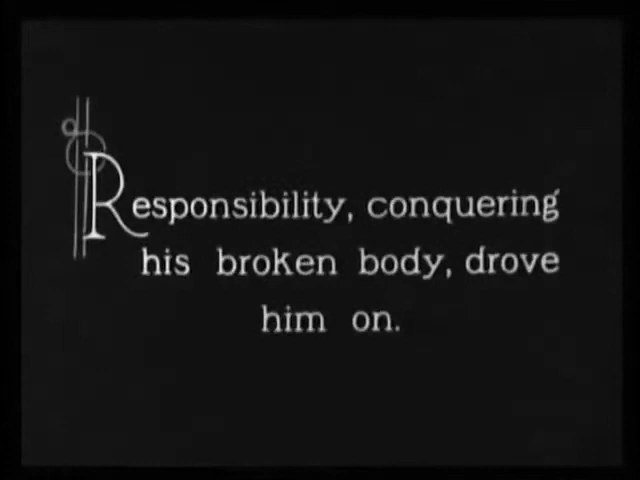 Responsibility, conquering
his broken body, drove
him on.